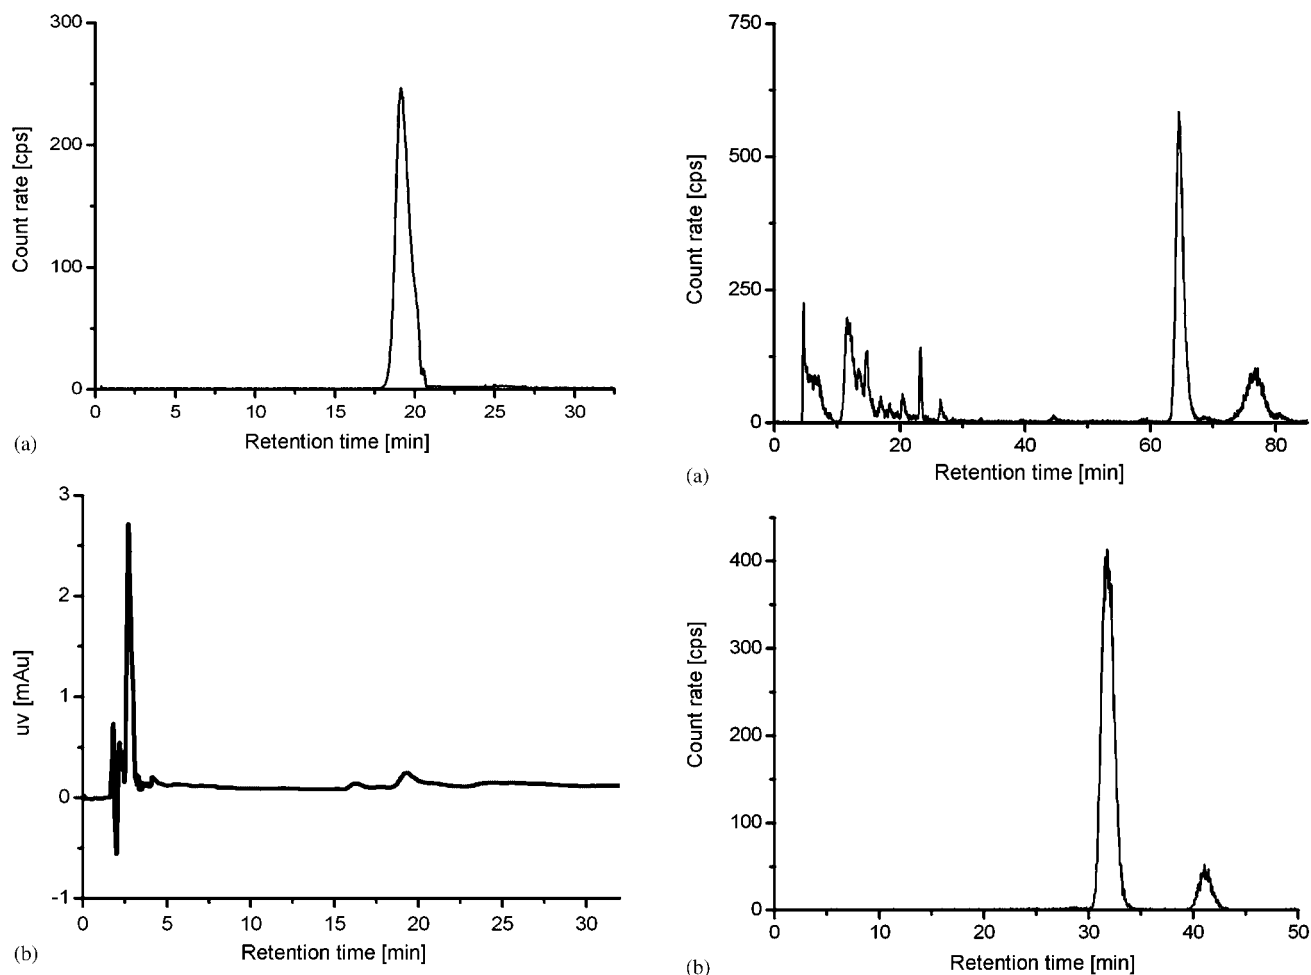 300
200
100
0
Count rate [cps]
0 5 10 15 20 25 30
Retention time [min]
(a)
3
2
1
0
-1
uv [mAu]
0 5 10 15 20 25 30
Retention time [min]
(b)
750
500
250
0
Count rate [cps]
0 20 40 60 80
Retention time [min]
(a)
400
300
200
100
0
Count rate [cps]
0 10 20 30 40 50
Retention time [min]
(b)